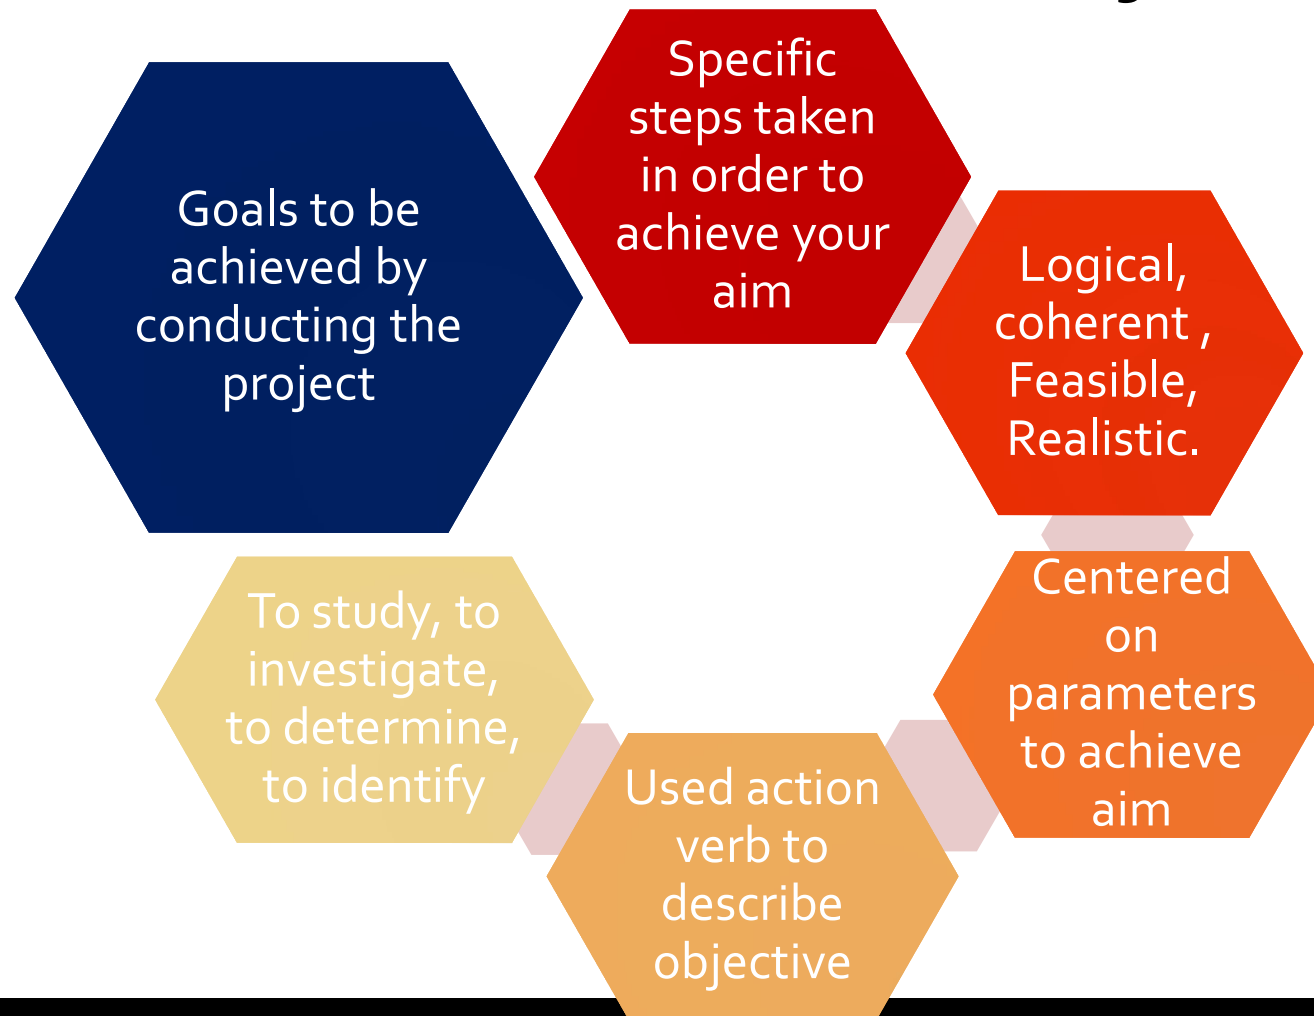 Goals to be
achieved by
conducting the
project
Specific
steps taken
in order to
achieve your
aim
Logical,
coherent ,
Feasible,
Realistic.
Centered
on
parameters
to achieve
aim
Used action
verb to
describe
objective
To study, to
investigate,
to determine,
to identify